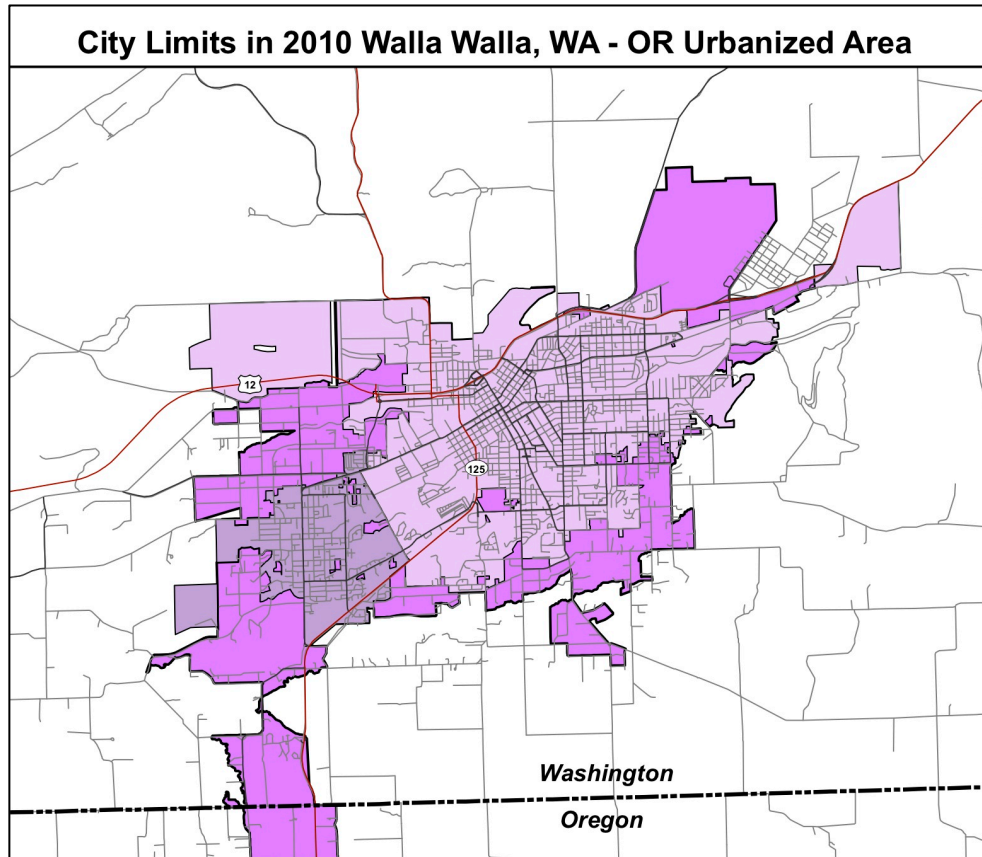 City Limits in 2010 Walla Walla, WA - OR Urbanized Area
12
125
Washington
Oregon